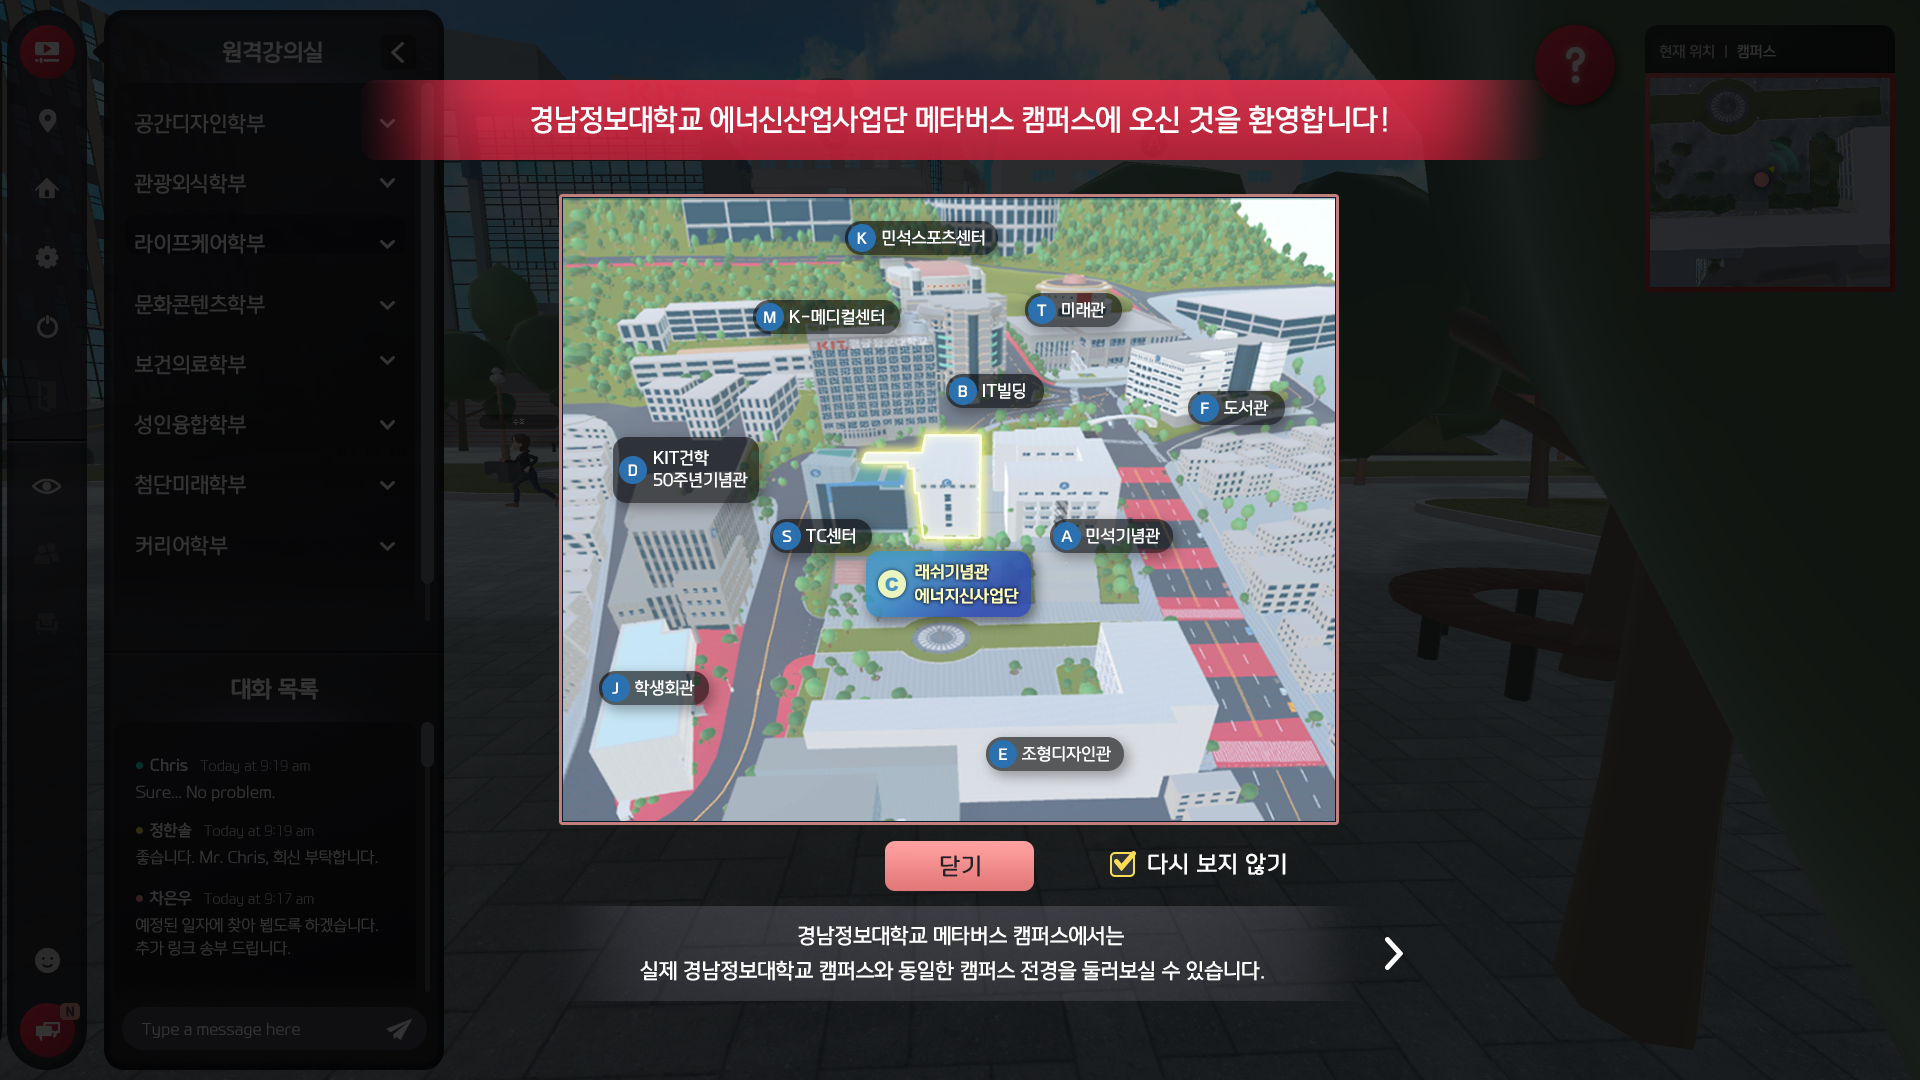 원격강의실
공간디자인학부
관광외식학부
라이프케어학부
문화콘텐츠학부
보건의료학부
성인융합학부
첨단미래학부
커리어학부
대화 목록
Chris Today at 9:19 am
Sure... No problem.
정한솔 Today at 9:19 am
좋습니다. Mr. Chris, 회신 부탁합니다.
차은우 Today at 9:17 am
예정된 일자에 찾아 뵙도록 하겠습니다.
추가 링크 송부 드립니다.
N
Type a message here
경남정보대학교 에너신산업사업단 메타버스 캠퍼스에 오신 것을 환영합니다!
?
현재 위치 | 캠퍼스
K 민석스포츠센터
M K-메디컬센터
T 미래관
KIT 경남정보대학교
B IT빌딩
F 도서관
D KIT건학
50주년기념관
S TC센터
A 민석기념관
C 래쉬기념관
에너지신사업단
J 학생회관
E 조형디자인관
닫기
다시 보지 않기
경남정보대학교 메타버스 캠퍼스에서는
실제 경남정보대학교 캠퍼스와 동일한 캠퍼스 전경을 둘러보실 수 있습니다.